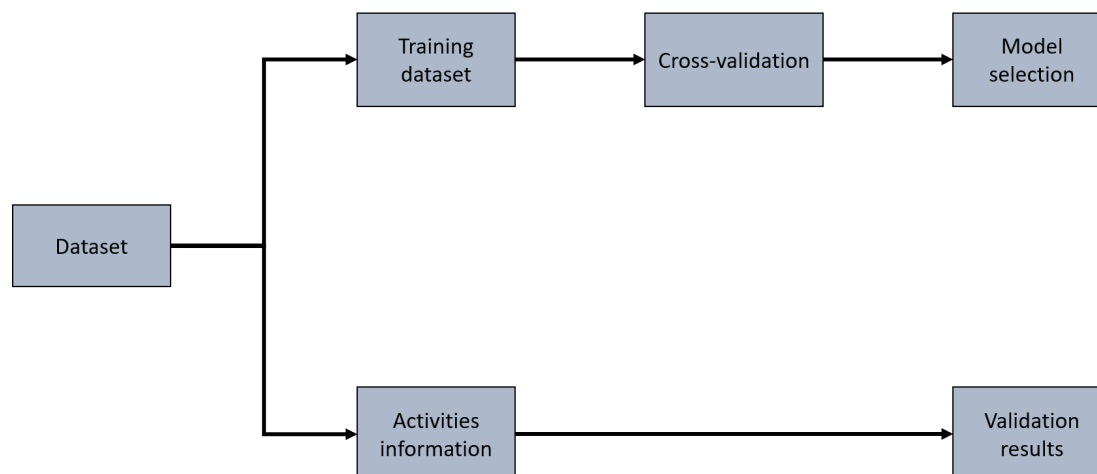 Training
dataset
Cross-validation
Model
selection
Dataset
Activities
information
Validation
results